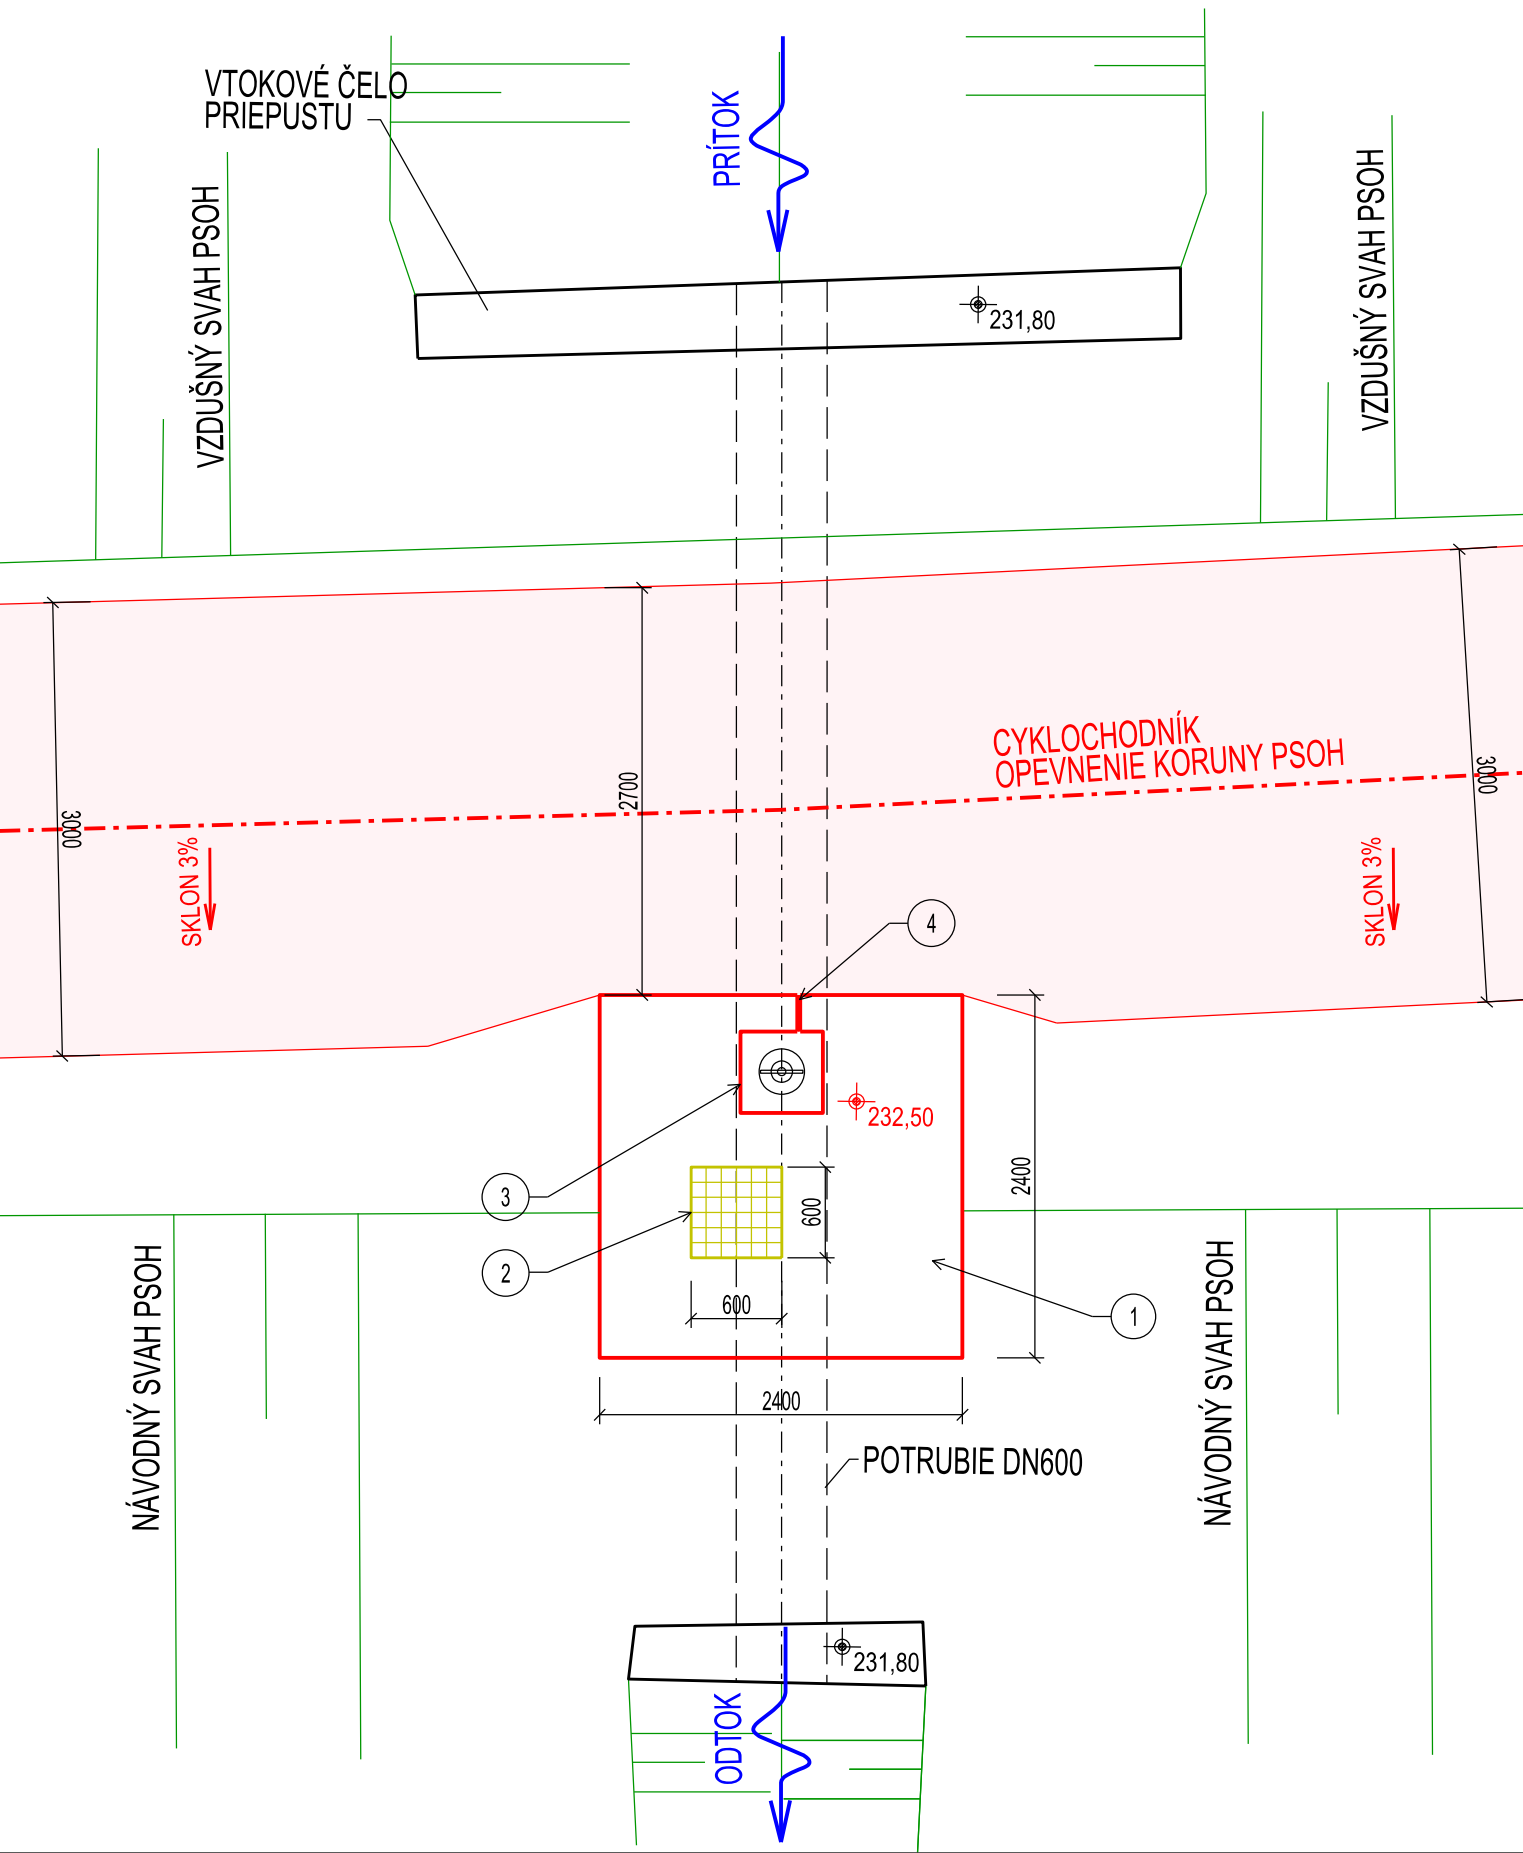 VTOKOVÉ ČELO
PRIEPUSTU
PRÍTOK
VZDUŠNÝ SVAH PSOH
VZDUŠNÝ SVAH PSOH
231,80
CYKLOCHODNÍK
OPEVNENIE KORUNY PSOH
3000
2700
3000
SKLON 3%
SKLON 3%
4
232,50
3
2400
600
2
600
1
2400
NÁVODNÝ SVAH PSOH
NÁVODNÝ SVAH PSOH
POTRUBIE DN600
231,80
ODTOK